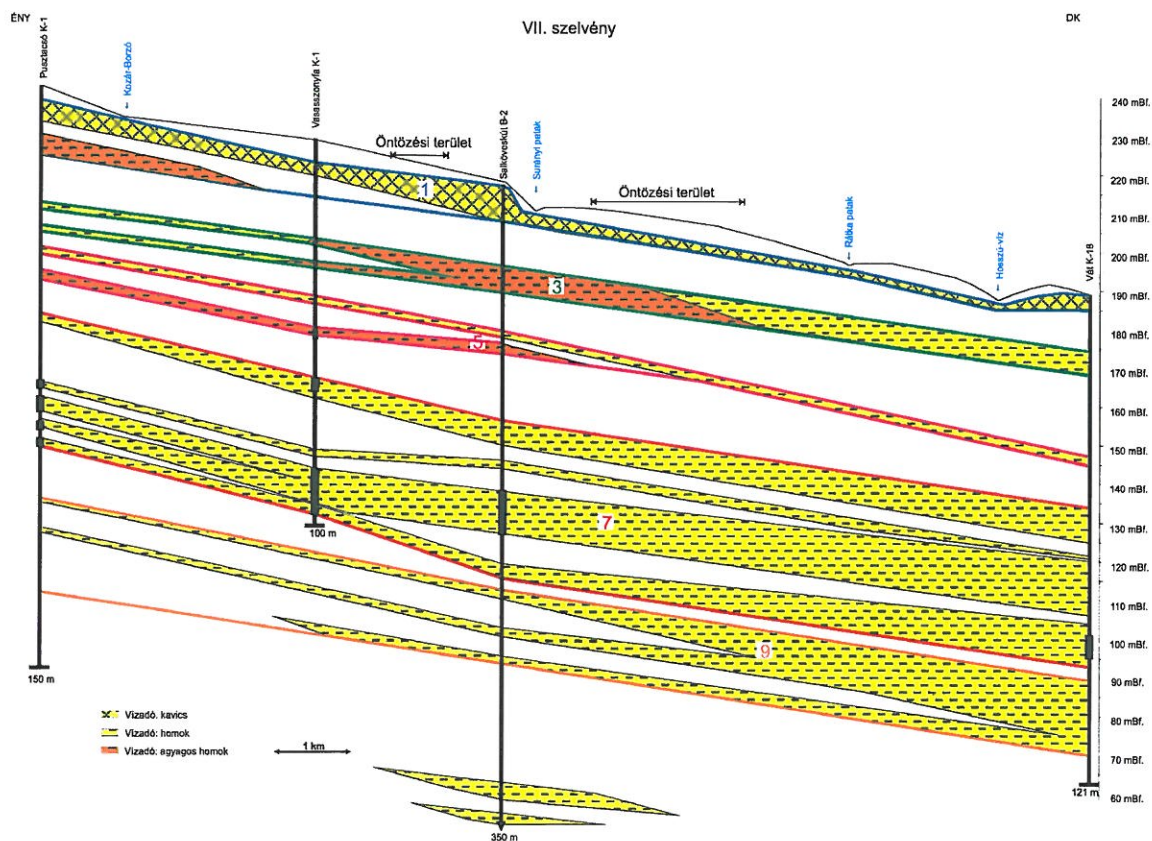 ÉNY
VII. szelvény
DK
Pusztacsó K-1
Kozár-Borzó
Vasasszonyfa K-1
Öntözési terület
Salköveskút B-2
Surányi patak
Öntözési terület
Rátka patak
Hosszú-víz
Vát K-18
240 mBf.
230 mBf.
220 mBf.
210 mBf.
200 mBf.
190 mBf.
180 mBf.
170 mBf.
160 mBf.
150 mBf.
140 mBf.
130 mBf.
120 mBf.
110 mBf.
100 mBf.
90 mBf.
80 mBf.
70 mBf.
60 mBf.
1
3
5
7
9
100 m
150 m
121 m
350 m
Vízadó: kavics
Vízadó: homok
Vízadó: agyagos homok
1 km